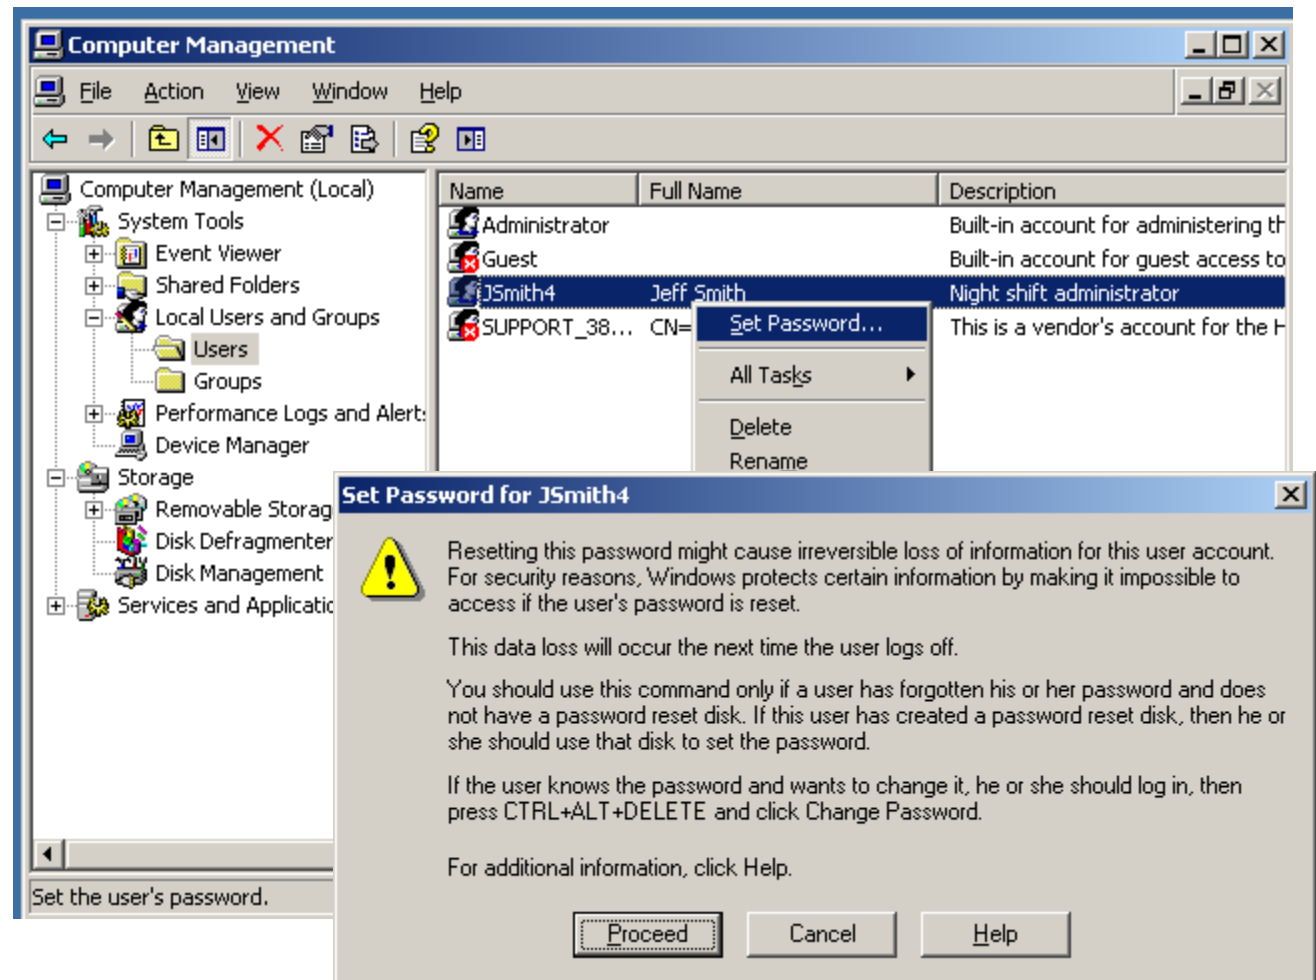 Computer Management
File Action View Window Help
Computer Management (Local)
System Tools
Event Viewer
Shared Folders
Local Users and Groups
Users
Groups
Performance Logs and Alert
Device Manager
Storage
Removable Storag
Disk Defragmenter
Disk Management
Services and Applicatio
Name Full Name Description
Administrator Built-in account for administering th
Guest Built-in account for guest access to
JSmith4 Jeff Smith Night shift administrator
SUPPORT_38... CN= This is a vendor's account for the H
Set Password...
All Tasks
Delete
Rename
Set Password for JSmith4
Resetting this password might cause irreversible loss of information for this user account.
For security reasons, Windows protects certain information by making it impossible to
access if the user's password is reset.
This data loss will occur the next time the user logs off.
You should use this command only if a user has forgotten his or her password and does
not have a password reset disk. If this user has created a password reset disk, then he or
she should use that disk to set the password.
If the user knows the password and wants to change it, he or she should log in, then
press CTRL+ALT+DELETE and click Change Password.
For additional information, click Help.
Proceed Cancel Help
Set the user's password.